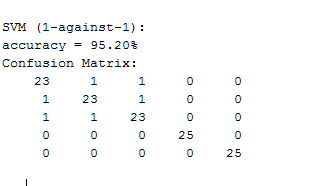 SVM (1-against-1):
accuracy = 95.20%
Confusion Matrix:
23 1 1 0 0
1 23 1 0 0
1 1 23 0 0
0 0 0 25 0
0 0 0 0 25